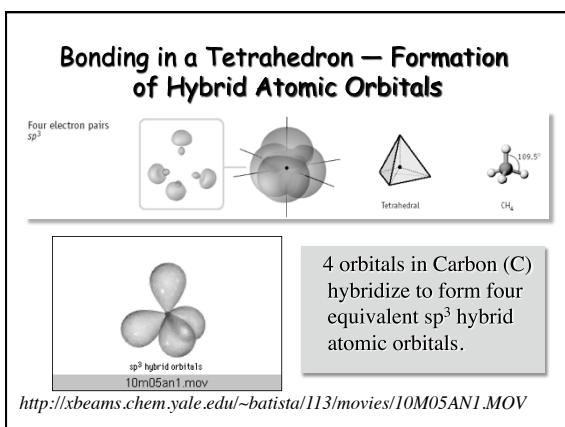 Bonding in a Tetrahedron — Formation
of Hybrid Atomic Orbitals
Four electron pairs
sp³
109.5°
Tetrahedral
CH₄
sp³ hybrid orbitals
10m05an1.mov
4 orbitals in Carbon (C)
hybridize to form four
equivalent sp³ hybrid
atomic orbitals.
http://xbeams.chem.yale.edu/~batista/113/movies/10M05AN1.MOV